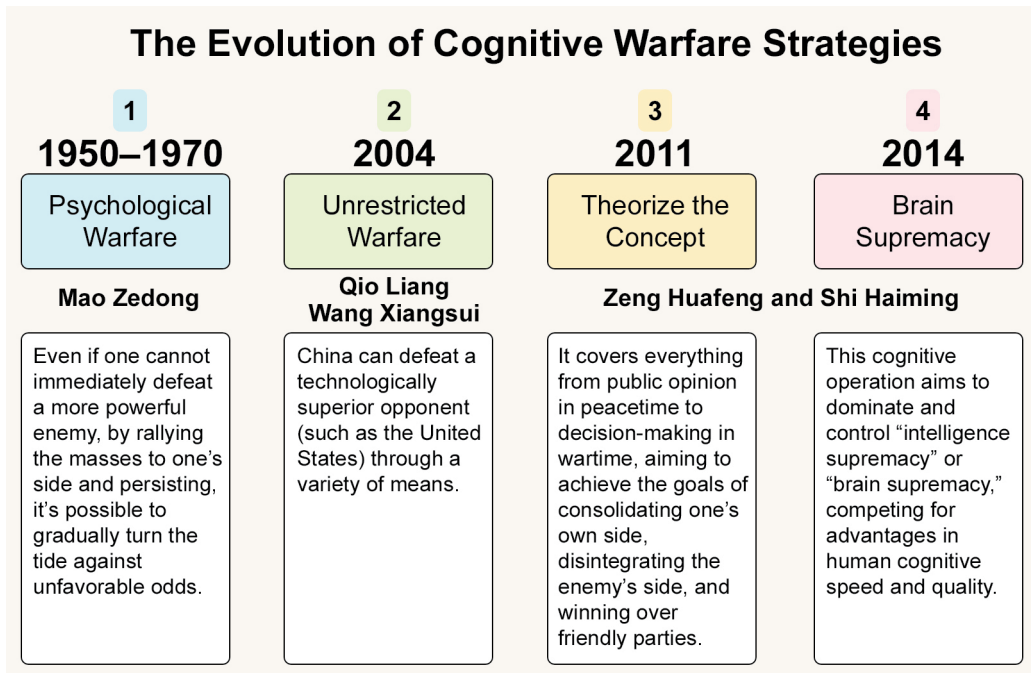 The Evolution of Cognitive Warfare Strategies
1
1950–1970
Psychological
Warfare
Mao Zedong
Even if one cannot
immediately defeat
a more powerful
enemy, by rallying
the masses to one's
side and persisting,
it's possible to
gradually turn the
tide against
unfavorable odds.
2
2004
Unrestricted
Warfare
Qio Liang
Wang Xiangsui
China can defeat a
technologically
superior opponent
(such as the United
States) through a
variety of means.
3
2011
Theorize the
Concept
4
2014
Brain
Supremacy
Zeng Huafeng and Shi Haiming
It covers everything
from public opinion
in peacetime to
decision-making in
wartime, aiming to
achieve the goals of
consolidating one's
own side,
disintegrating the
enemy's side, and
winning over
friendly parties.
This cognitive
operation aims to
dominate and
control “intelligence
supremacy” or
“brain supremacy,”
competing for
advantages in
human cognitive
speed and quality.